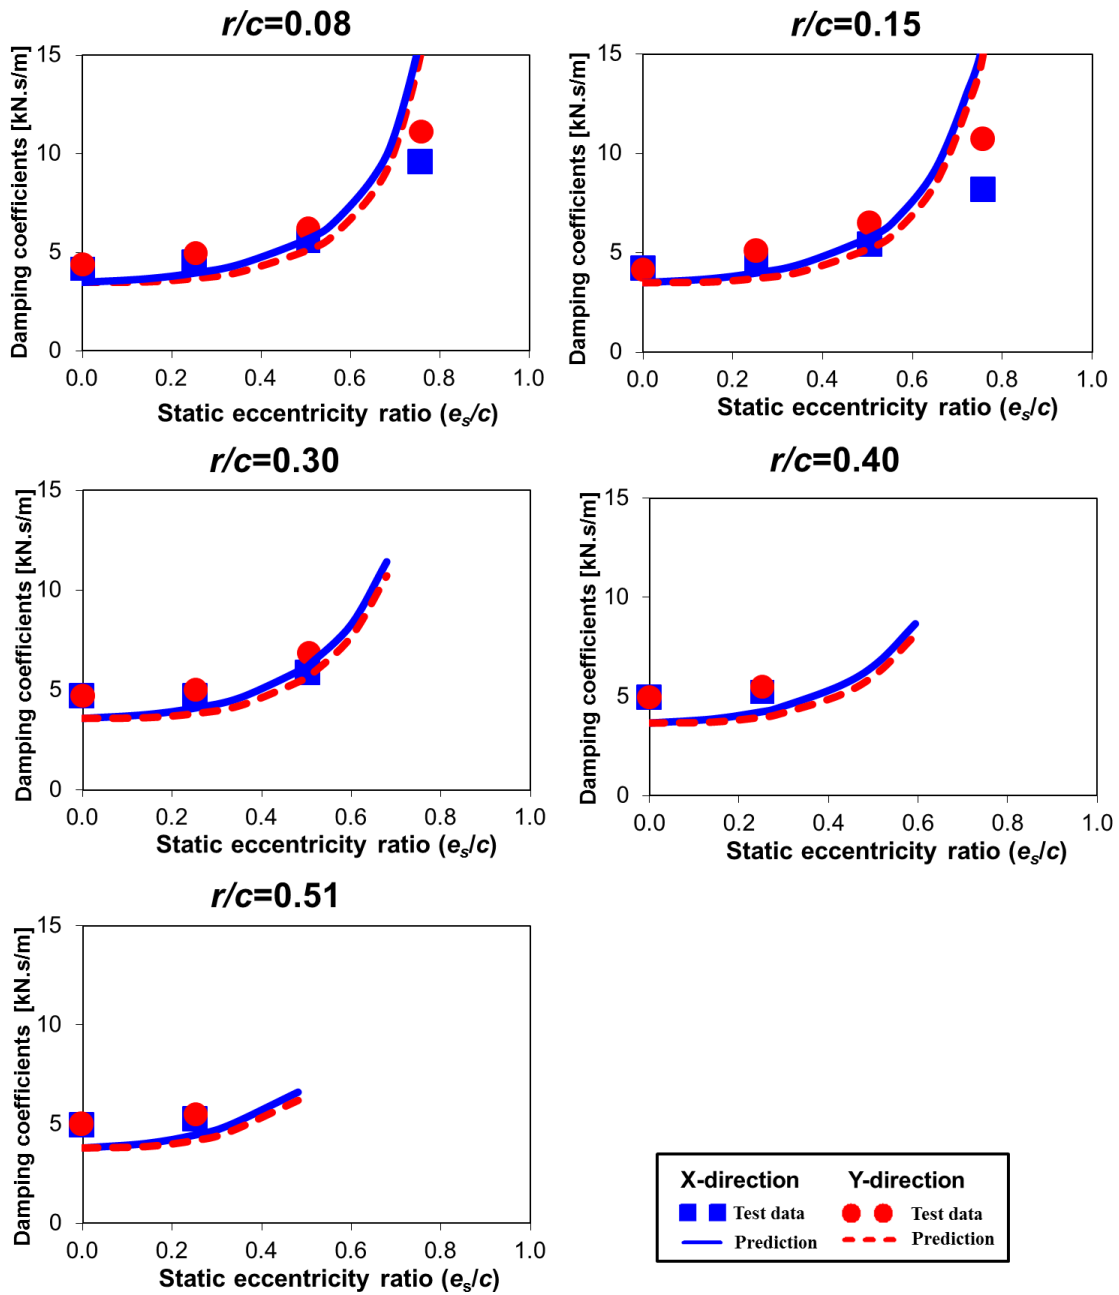 r/c=0.08
Damping coefficients [kN.s/m]
15
10
5
0
0.0 0.2 0.4 0.6 0.8 1.0
Static eccentricity ratio (es/c)
r/c=0.15
Damping coefficients [kN.s/m]
15
10
5
0
0.0 0.2 0.4 0.6 0.8 1.0
Static eccentricity ratio (es/c)
r/c=0.30
Damping coefficients [kN.s/m]
15
10
5
0
0.0 0.2 0.4 0.6 0.8 1.0
Static eccentricity ratio (es/c)
r/c=0.40
Damping coefficients [kN.s/m]
15
10
5
0
0.0 0.2 0.4 0.6 0.8 1.0
Static eccentricity ratio (es/c)
r/c=0.51
Damping coefficients [kN.s/m]
15
10
5
0
0.0 0.2 0.4 0.6 0.8 1.0
Static eccentricity ratio (es/c)
X-direction Y-direction
Test data Test data
Prediction Prediction